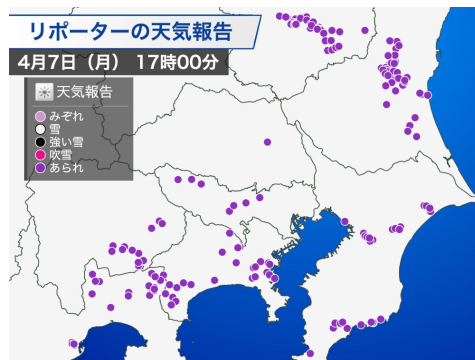 リポーターの天気報告
4月7日（月） 17時00分
天気報告
みぞれ
雪
強い雪
吹雪
あられ